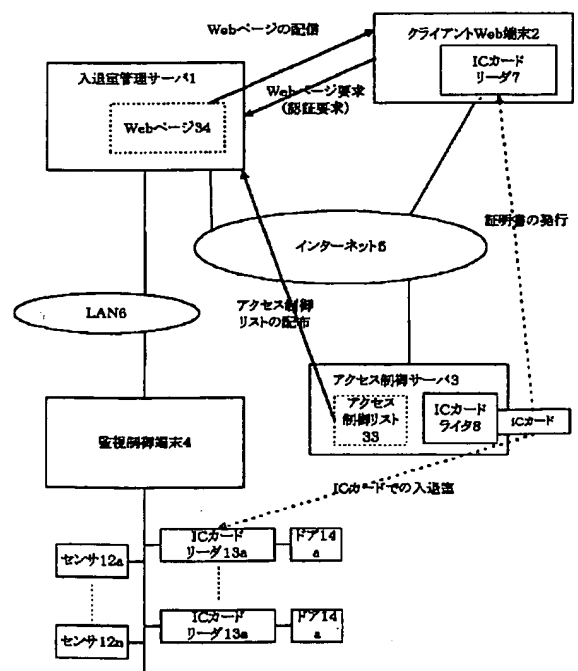 Webページの配信
クライアントWeb端末2
ICカード
リーダ7
入退室管理サーバ1
Webページ要求
(認証要求)
Webページ34
証明書の発行
インターネット5
アクセス制御
リストの配布
LAN6
アクセス制御サーバ3
アクセス
制御リスト
33
ICカード
ライタ8
ICカード
監視制御端末4
ICカードでの入退室
ICカード
リーダ13a
ドア14
a
センサ12a
ICカード
リーダ13a
ドア14
a
センサ12n